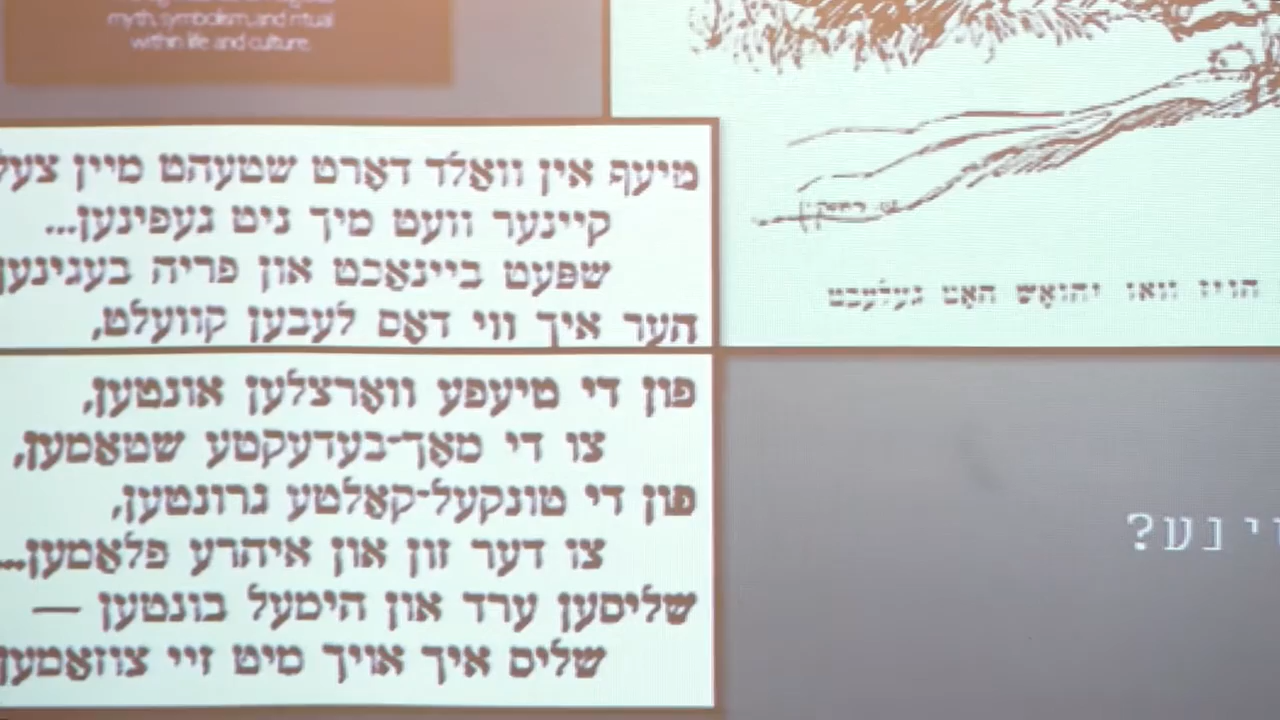 myth, symbolism, and ritual
within life and culture.
טיעף אין וואַלד דאָרט שטעהט מיין
קיינער וועט מיך ניט געפינען...
שפּעט ביינאַכט און פריה בעגינען
הער איך ווי דאָס לעבען קוועלט,
פון די טיעפע וואָרצלען אונטען,
צו די מאָך־בעדעקטע שטאַמען,
פון די טונקעל־קאַלטע גרונטען,
צו דער זון און איהרע פלאַמען...
שליסען ערד און הימעל בונטען —
שליס איך אויך מיט זיי צוזאַמען
הויז וואו יהואָש האָט געלעבט